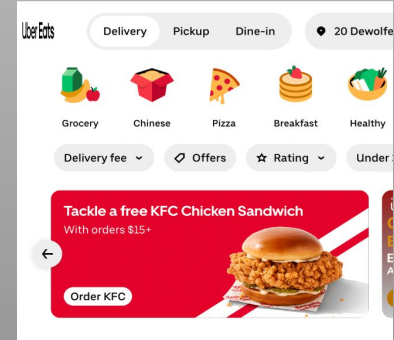 Uber Eats
Delivery Pickup Dine-in 20 Dewolfe
Grocery Chinese Pizza Breakfast Healthy
Delivery fee Offers Rating Under
Tackle a free KFC Chicken Sandwich
With orders $15+
Order KFC